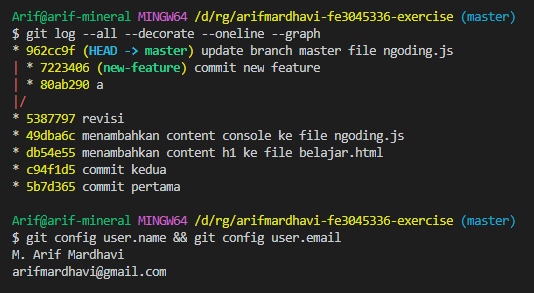 Arif@arif-mineral MINGW64 /d/rg/arifmardhavi-fe3045336-exercise (master)
$ git log --all --decorate --oneline --graph
* 962cc9f (HEAD -> master) update branch master file ngoding.js
| * 7223406 (new-feature) commit new feature
| * 80ab290 a
|/
* 5387797 revisi
* 49dba6c menambahkan content console ke file ngoding.js
* db54e55 menambahkan content h1 ke file belajar.html
* c94f1d5 commit kedua
* 5b7d365 commit pertama
Arif@arif-mineral MINGW64 /d/rg/arifmardhavi-fe3045336-exercise (master)
$ git config user.name && git config user.email
M. Arif Mardhavi
arifmardhavi@gmail.com